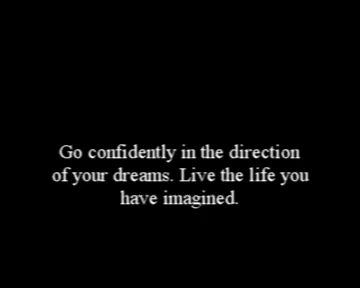 Go confidently in the direction
of your dreams. Live the life you
have imagined.